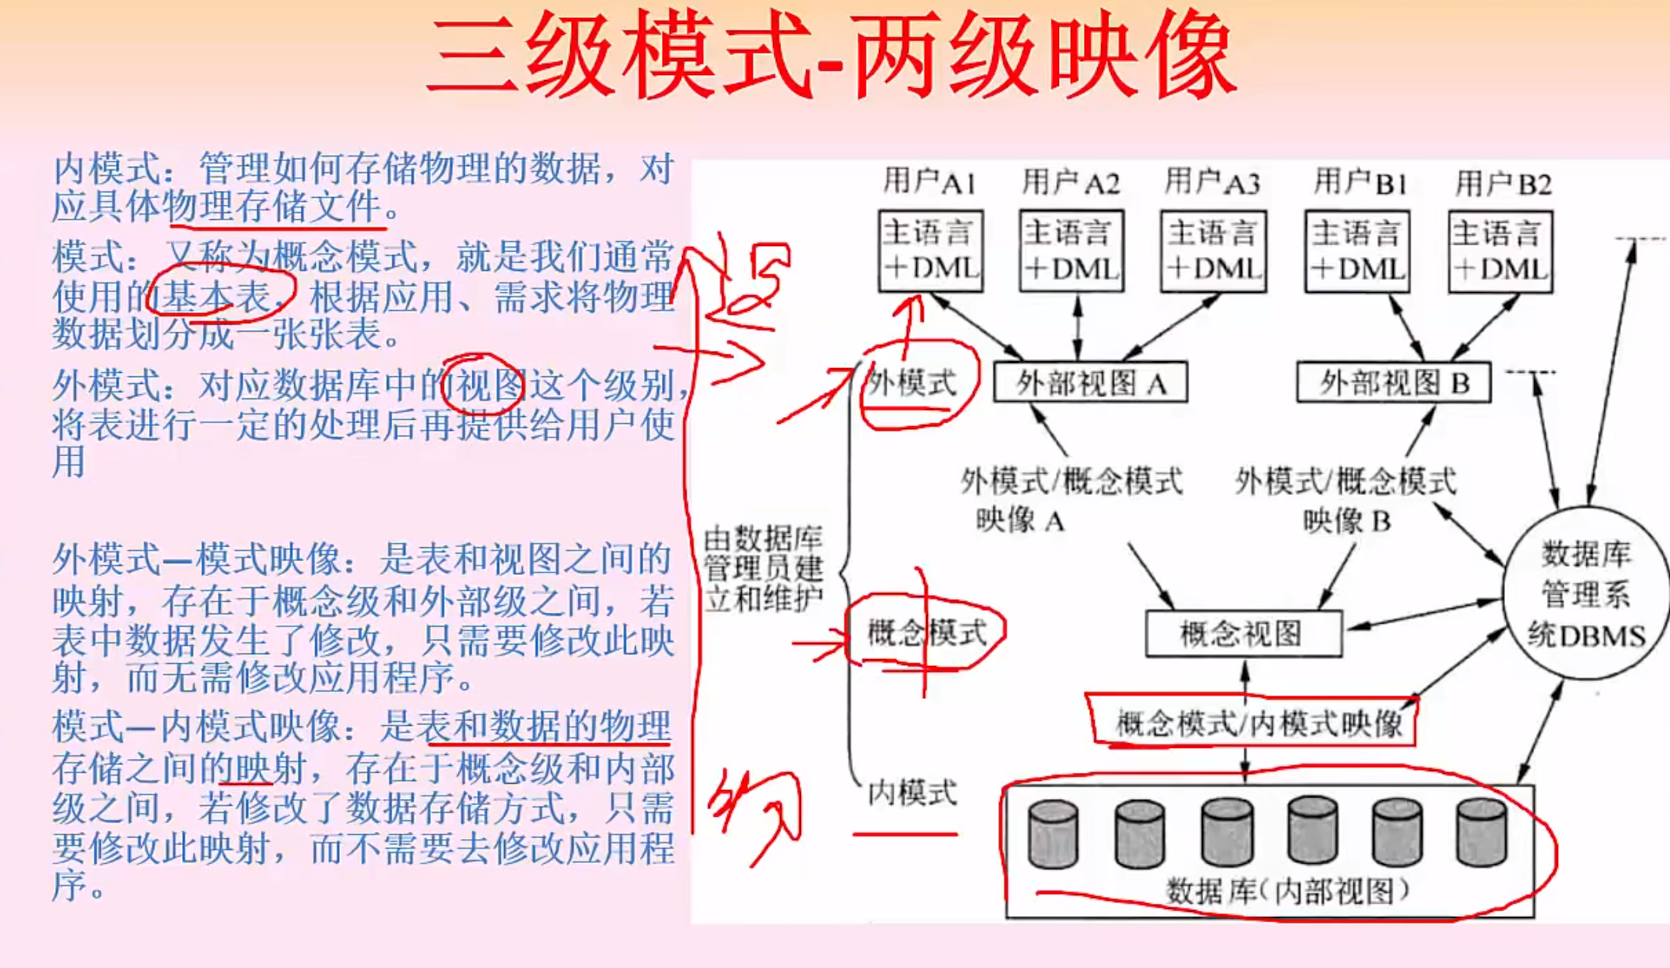 三级模式-两级映像
内模式：管理如何存储物理的数据，对
应具体物理存储文件。
模式：又称为概念模式，就是我们通常
使用的基本表，根据应用、需求将物理
数据划分成一张张表。
外模式：对应数据库中的视图这个级别，
将表进行一定的处理后再提供给用户使
用
外模式—模式映像：是表和视图之间的
映射，存在于概念级和外部级之间，若
表中数据发生了修改，只需要修改此映
射，而无需修改应用程序。
模式—内模式映像：是表和数据的物理
存储之间的映射，存在于概念级和内部
级之间，若修改了数据存储方式，只需
要修改此映射，而不需要去修改应用程
序。
用户A1 用户A2 用户A3 用户B1 用户B2
主语言 主语言 主语言 主语言 主语言
+DML +DML +DML +DML +DML
外模式 外部视图 A 外部视图 B
外模式/概念模式 外模式/概念模式
映像 A 映像 B
由数据库
管理员建
立和维护
数据库
管理系
统DBMS
概念模式 概念视图
概念模式/内模式映像
内模式
物
数据库(内部视图)